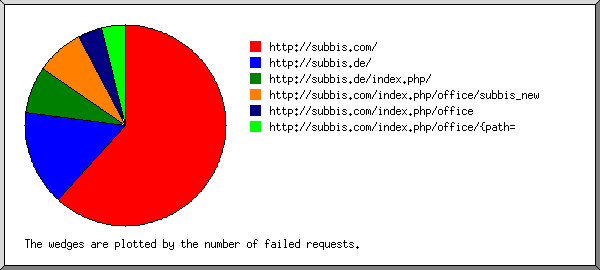 http://subbis.com/
http://subbis.de/
http://subbis.de/index.php/
http://subbis.com/index.php/office/subbis_new
http://subbis.com/index.php/office
http://subbis.com/index.php/office/{path=
The wedges are plotted by the number of failed requests.